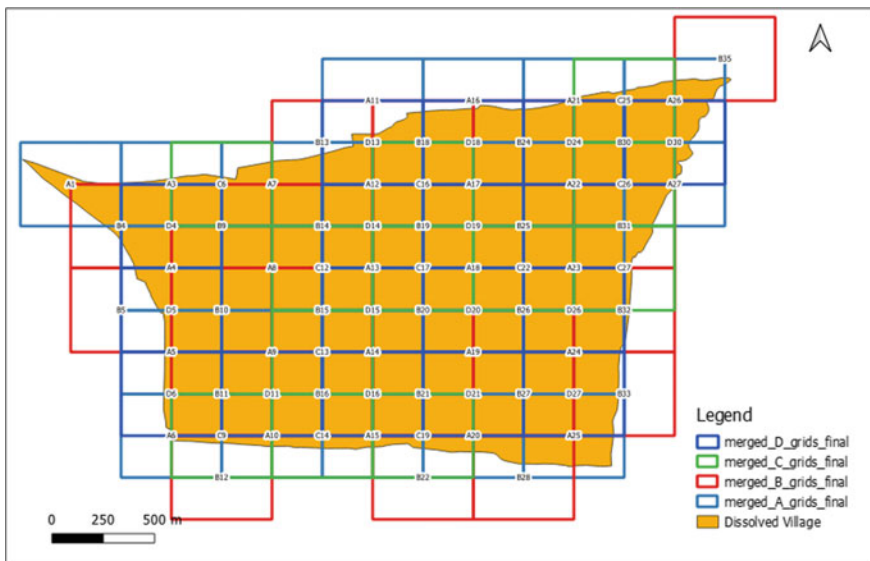 B35
A11 A16 A21 C25 A26
B13 D13 B18 D18 B24 D24 B30 D30
A1 A3 C6 A7 A12 C16 A17 A22 C26 A27
B4 D4 B9 B14 D14 B19 D19 B25 B31
A4 A8 C12 A13 C17 A18 C22 A23 C27
B5 D5 B10 B15 D15 B20 D20 B26 D26 B32
A5 A9 C13 A14 A19 A24
D6 B11 D11 B16 D16 B21 D21 B27 D27 B33
A6 C9 A10 C14 A15 C19 A20 A25
B12 B22 B28
Legend
merged_D_grids_final
merged_C_grids_final
merged_B_grids_final
merged_A_grids_final
Dissolved Village
0 250 500 m